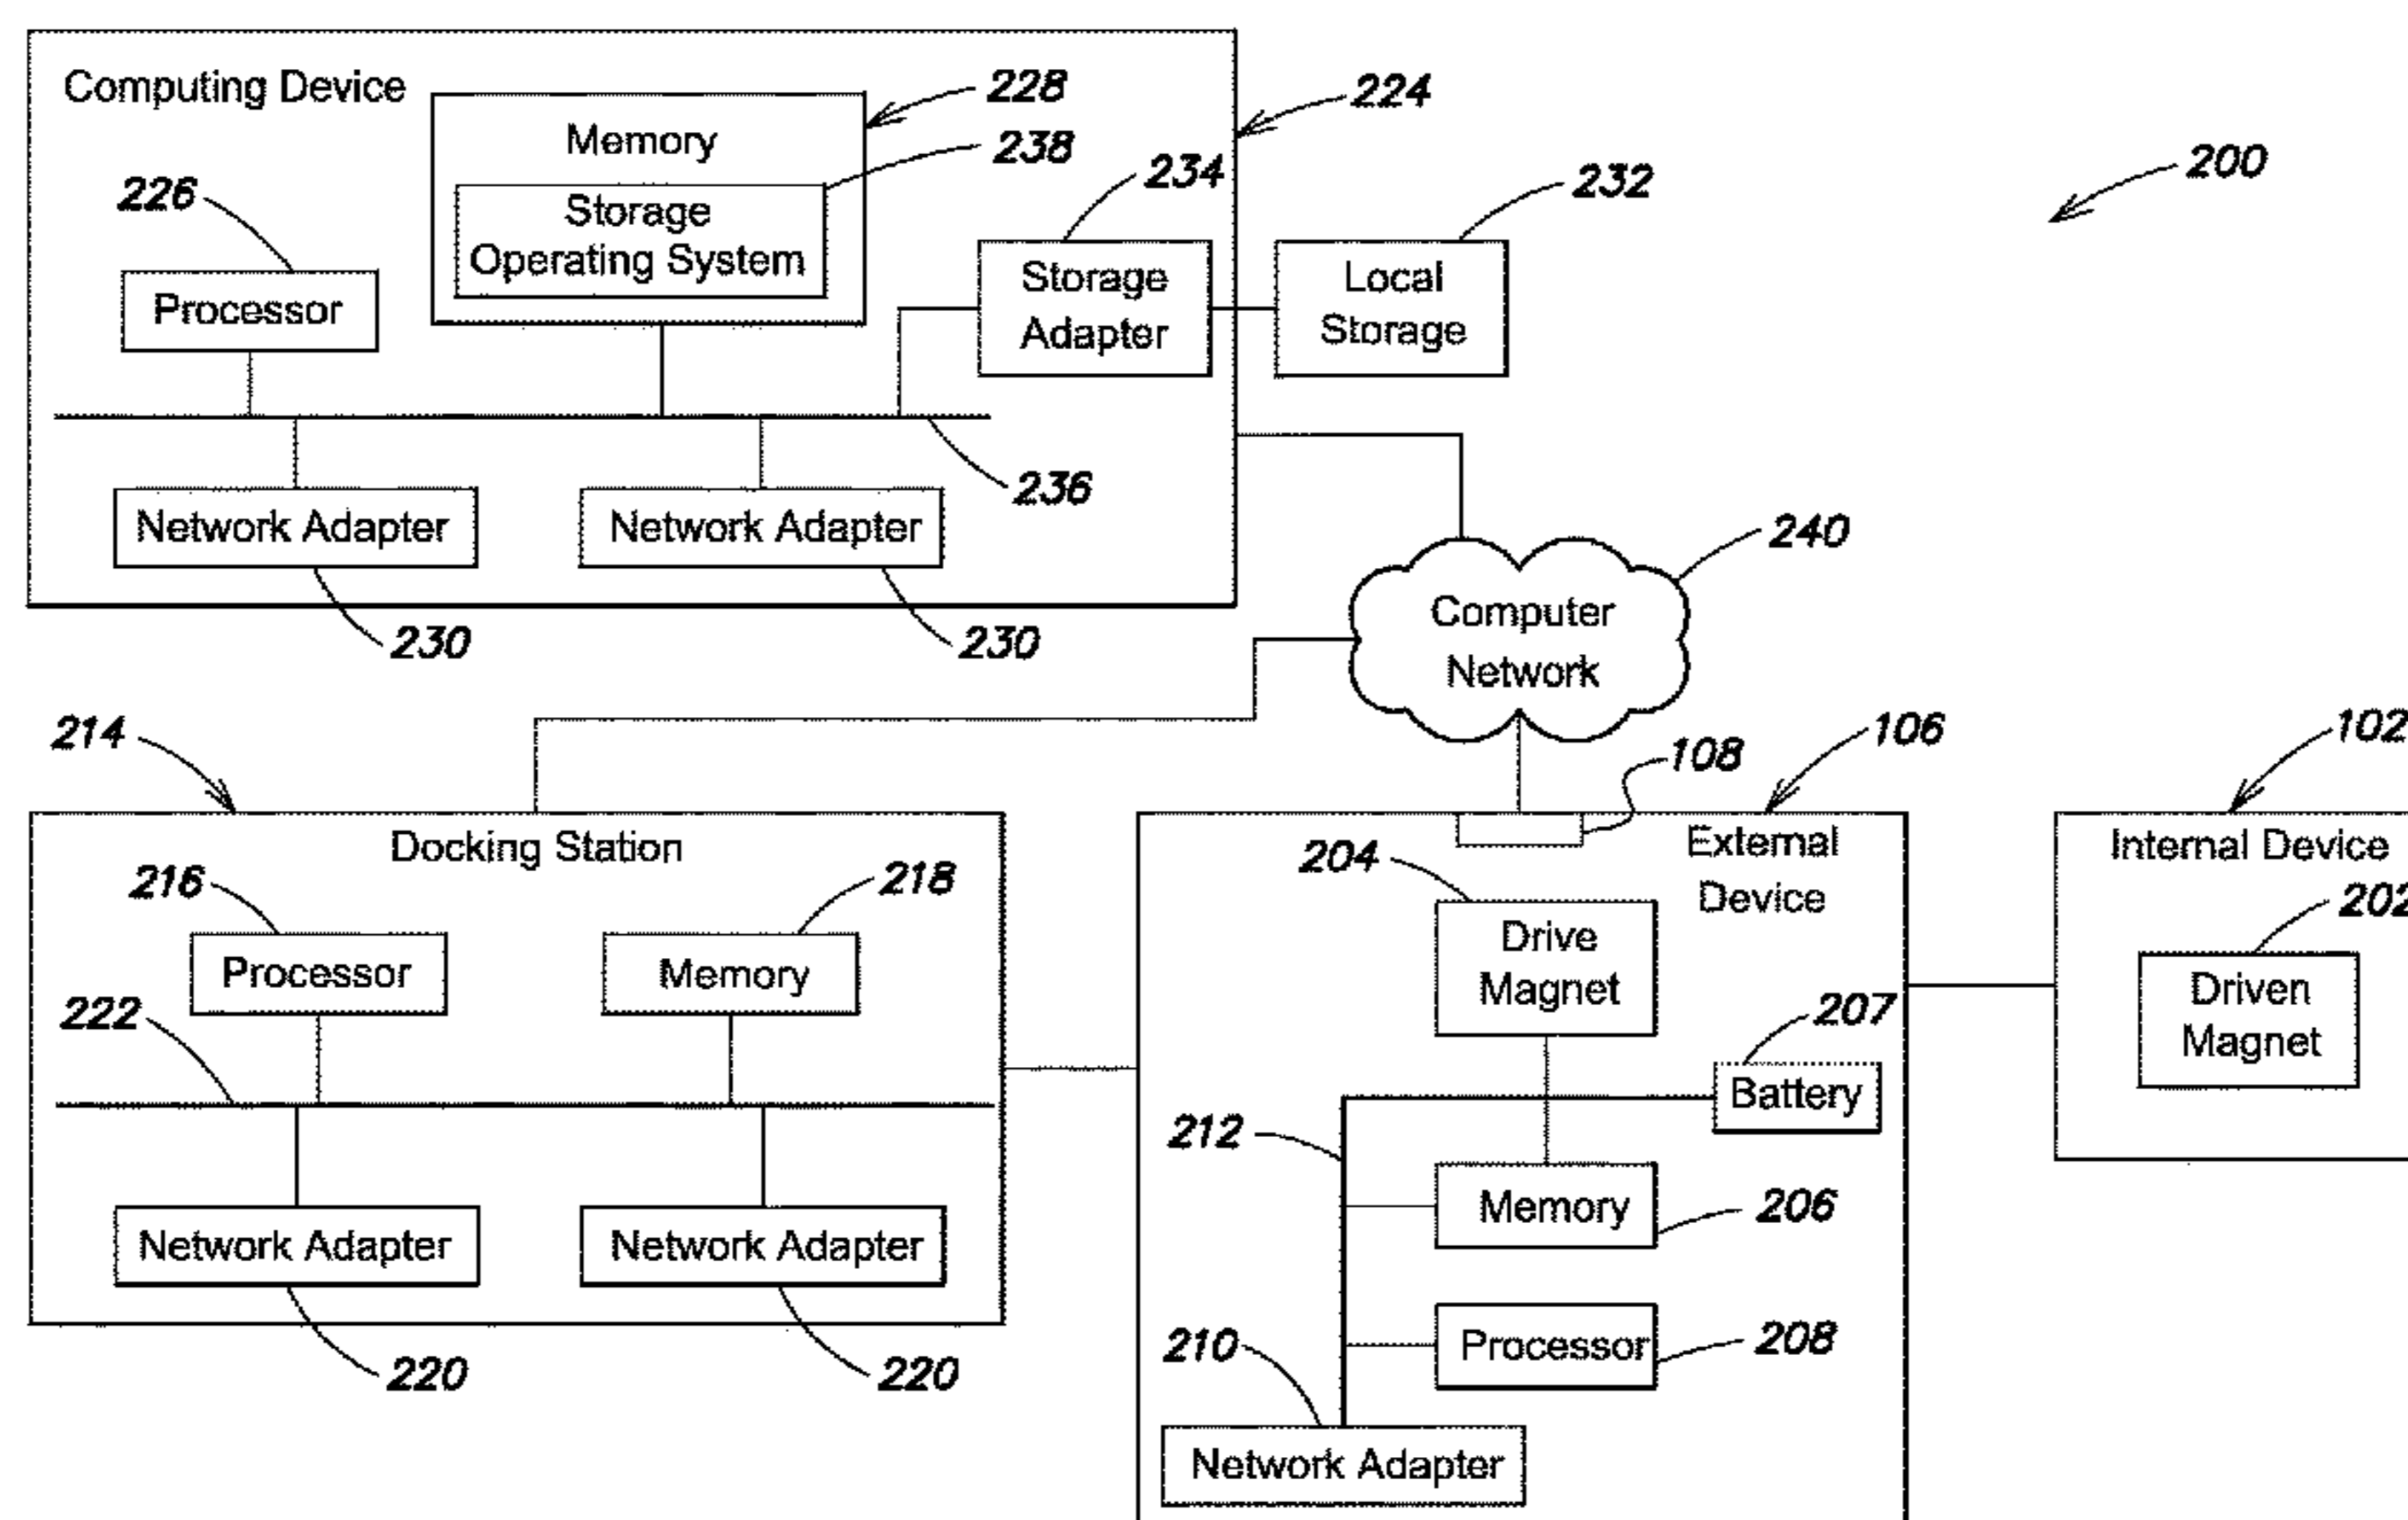 Computing Device
228
224
Memory
238
234
200
232
226
Storage
Operating System
Storage
Adapter
Local
Storage
Processor
236
Network Adapter
Network Adapter
240
230
230
Computer
Network
214
108
106
102
Docking Station
External
Device
Internal Device
204
216
218
202
Drive
Magnet
Processor
Memory
Driven
Magnet
222
207
Battery
212
Memory
206
Network Adapter
Network Adapter
220
220
210
Processor
208
Network Adapter